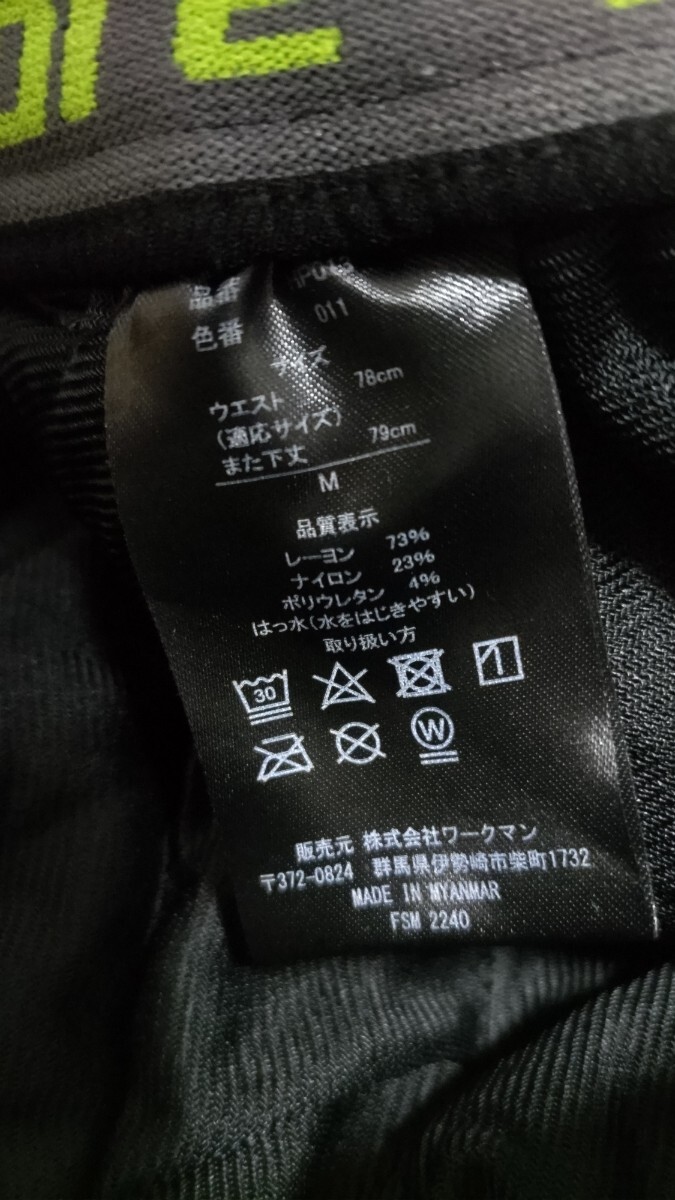 品番
色番 011
サイズ
ウエスト 78cm
(適応サイズ)
また下丈 79cm
M
品質表示
レーヨン 73%
ナイロン 23%
ポリウレタン 4%
はっ水(水をはじきやすい)
取り扱い方
30
W
販売元 株式会社ワークマン
〒372-0824 群馬県伊勢崎市柴町1732
MADE IN MYANMAR
FSM 2240